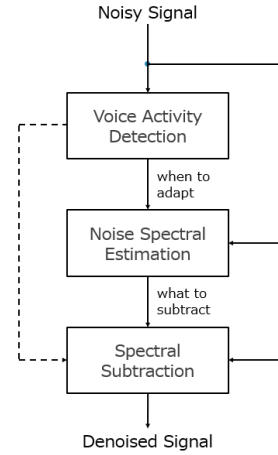 Noisy Signal
Voice Activity
Detection
when to
adapt
Noise Spectral
Estimation
what to
subtract
Spectral
Subtraction
Denoised Signal